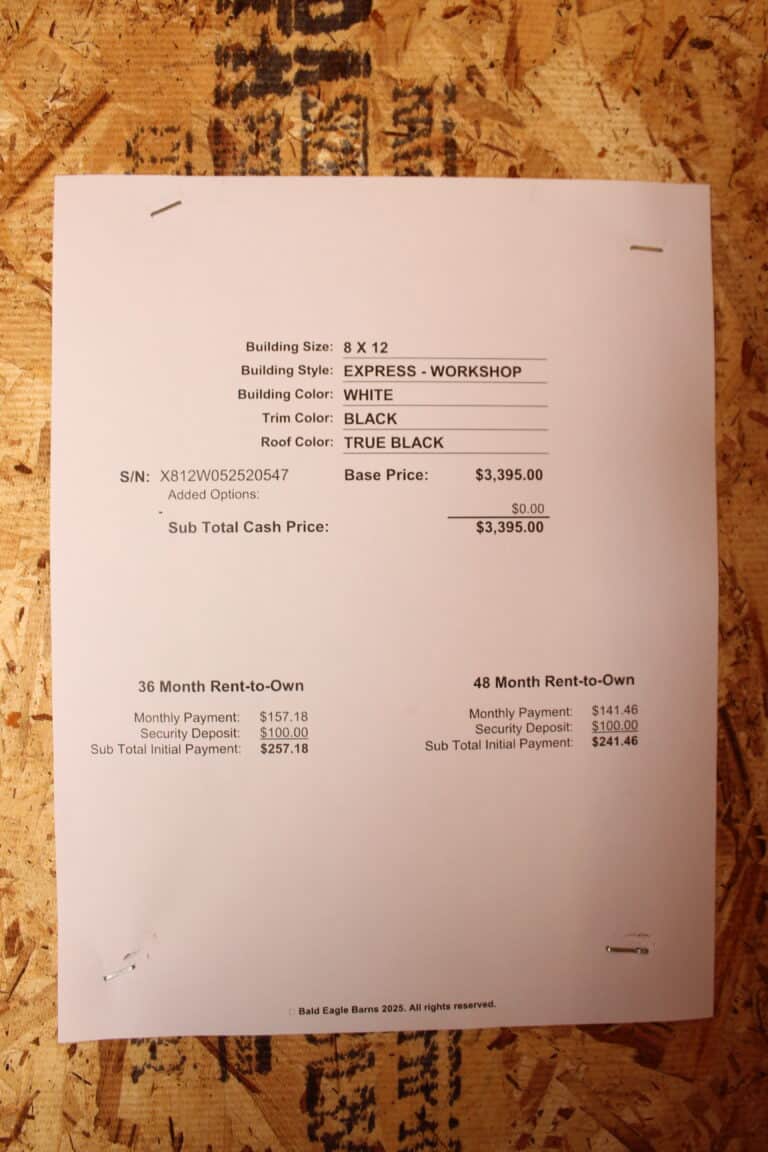 Building Size: 8 X 12
Building Style: EXPRESS - WORKSHOP
Building Color: WHITE
Trim Color: BLACK
Roof Color: TRUE BLACK
S/N: X812W052520547 Base Price: $3,395.00
Added Options:
- $0.00
Sub Total Cash Price: $3,395.00
36 Month Rent-to-Own
Monthly Payment: $157.18
Security Deposit: $100.00
Sub Total Initial Payment: $257.18
48 Month Rent-to-Own
Monthly Payment: $141.46
Security Deposit: $100.00
Sub Total Initial Payment: $241.46
Bald Eagle Barns 2025. All rights reserved.